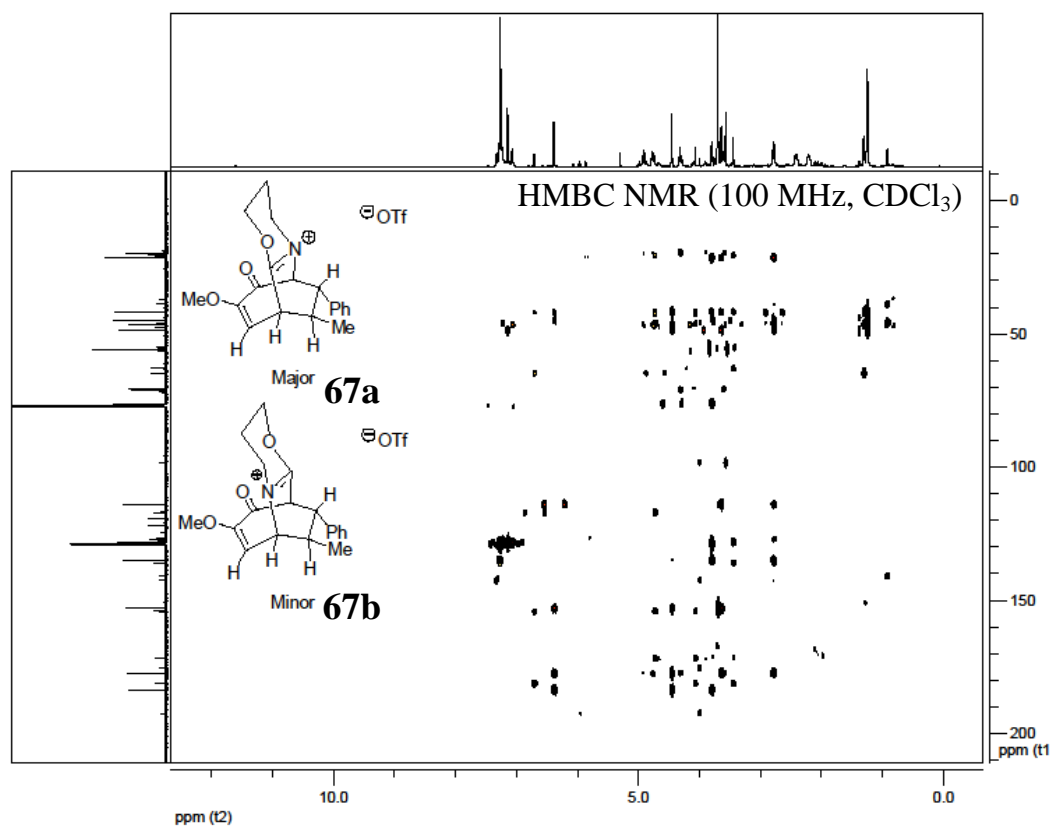 HMBC NMR (100 MHz, CDCl₃)
⊖OTf
O
N
⊕
O
H
MeO
Ph
H
Me
H
H
Major 67a
⊖OTf
O
⊕
N
O
H
MeO
Ph
Me
H
H
H
Minor 67b
0
50
100
150
200
ppm (t1
10.0
5.0
0.0
ppm (t2)